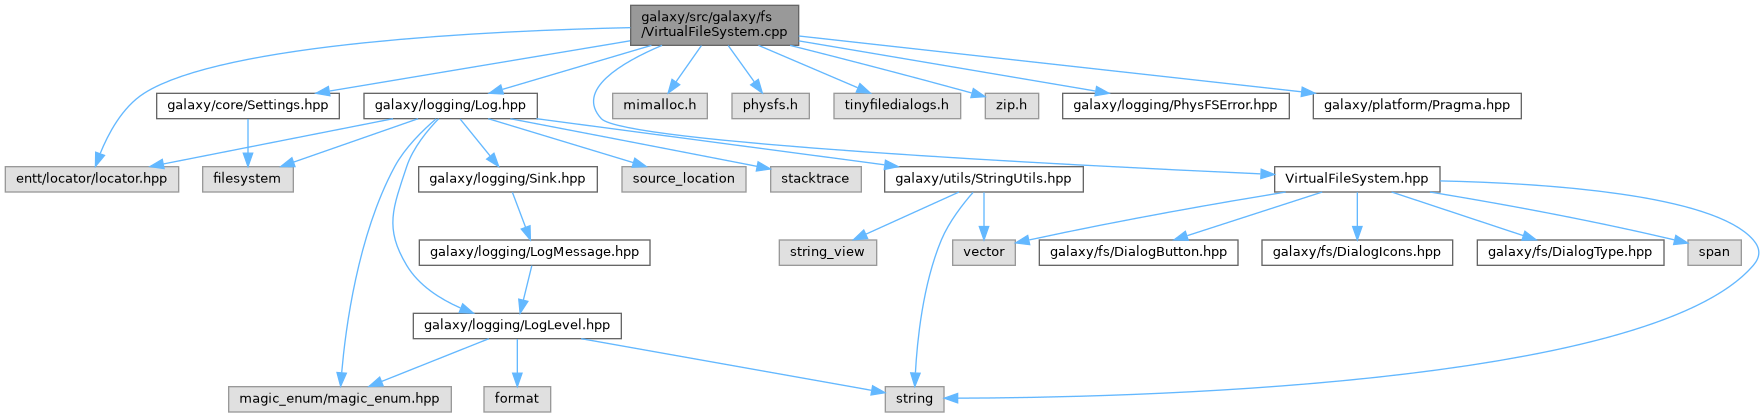 galaxy/src/galaxy/fs
/VirtualFileSystem.cpp
galaxy/core/Settings.hpp
galaxy/logging/Log.hpp
mimalloc.h
physfs.h
tinyfiledialogs.h
zip.h
galaxy/logging/PhysFSError.hpp
galaxy/platform/Pragma.hpp
entt/locator/locator.hpp
filesystem
galaxy/logging/Sink.hpp
source_location
stacktrace
galaxy/utils/StringUtils.hpp
VirtualFileSystem.hpp
galaxy/logging/LogMessage.hpp
string_view
vector
galaxy/fs/DialogButton.hpp
galaxy/fs/DialogIcons.hpp
galaxy/fs/DialogType.hpp
span
galaxy/logging/LogLevel.hpp
magic_enum/magic_enum.hpp
format
string